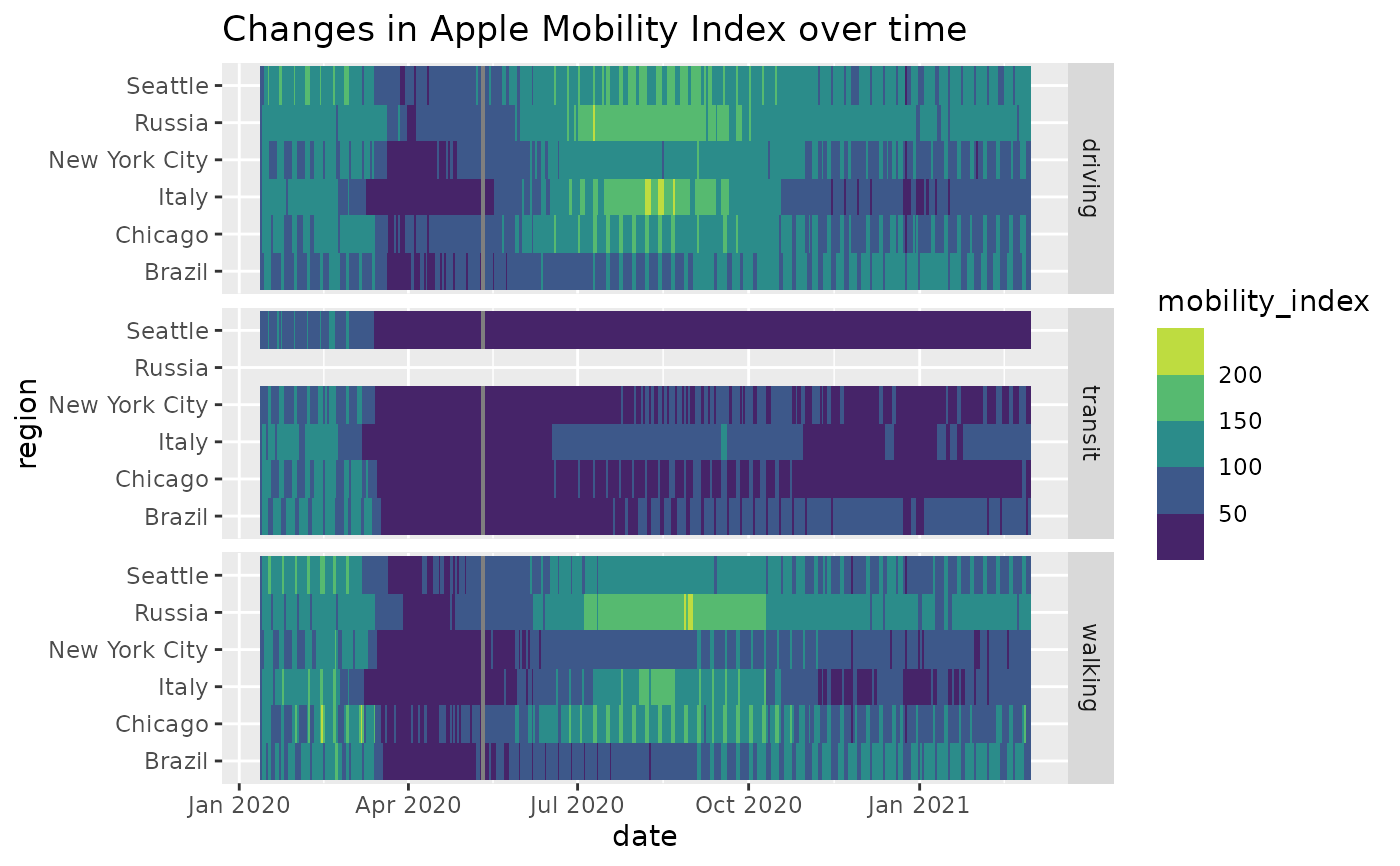 Changes in Apple Mobility Index over time
Seattle
Russia
New York City
Italy
Chicago
Brazil
driving
Seattle
Russia
New York City
Italy
Chicago
Brazil
transit
Seattle
Russia
New York City
Italy
Chicago
Brazil
walking
region
Jan 2020
Apr 2020
Jul 2020
Oct 2020
Jan 2021
date
mobility_index
200
150
100
50